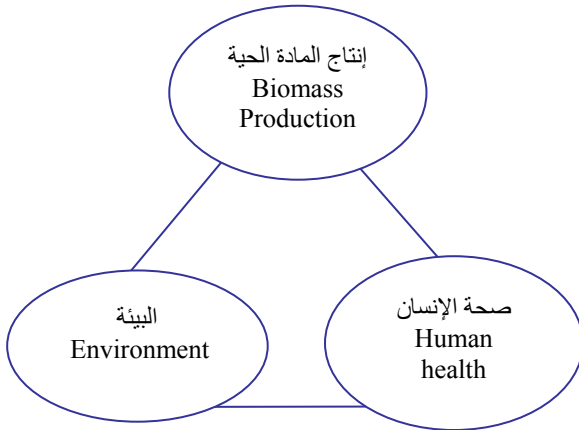 إنتاج المادة الحية
Biomass
Production
البيئة
Environment
صحة الإنسان
Human
health